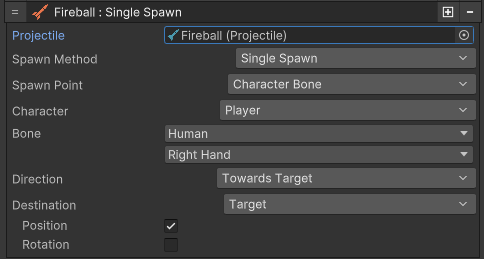 Fireball : Single Spawn
Projectile Fireball (Projectile)
Spawn Method Single Spawn
Spawn Point Character Bone
Character Player
Bone Human
Right Hand
Direction Towards Target
Destination Target
Position
Rotation